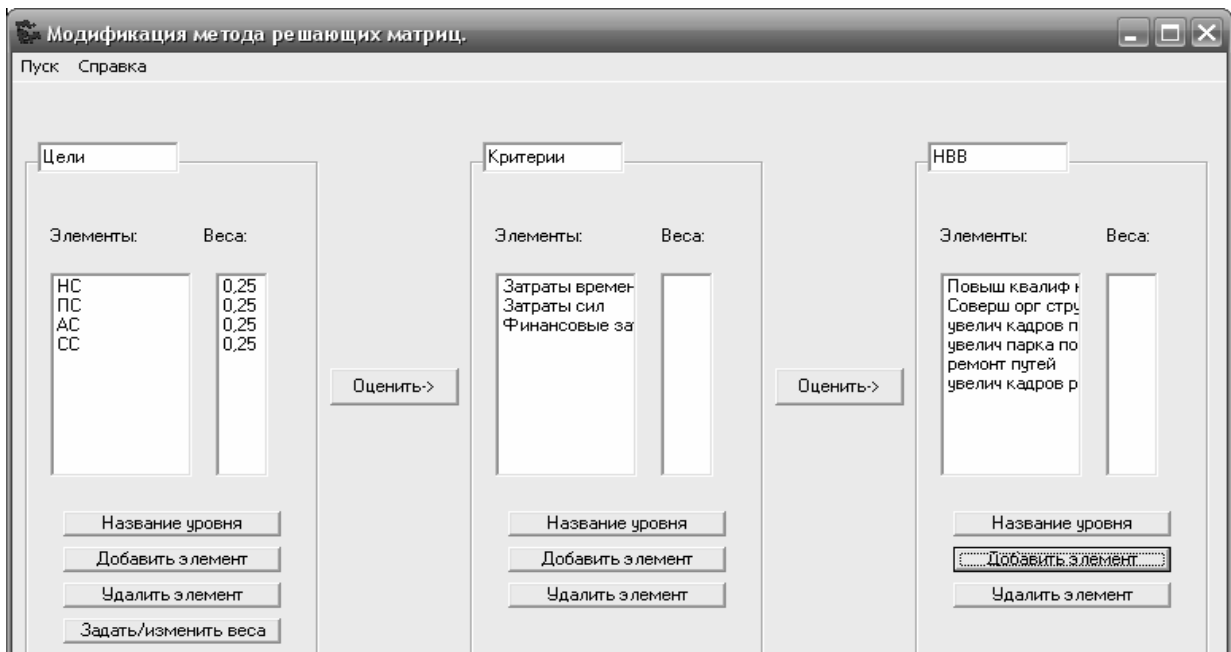 Модификация метода решающих матриц.
Пуск Справка
Цели
Элементы: Веса:
НС 0,25
ПС 0,25
АС 0,25
СС 0,25
Название уровня
Добавить элемент
Удалить элемент
Задать/изменить веса
Оценить->
Критерии
Элементы: Веса:
Затраты времен
Затраты сил
Финансовые за
Название уровня
Добавить элемент
Удалить элемент
Оценить->
НВВ
Элементы: Веса:
Повыш квалиф
Соверш орг стру
увелич кадров п
увелич парка по
ремонт путей
увелич кадров р
Название уровня
Добавить элемент
Удалить элемент